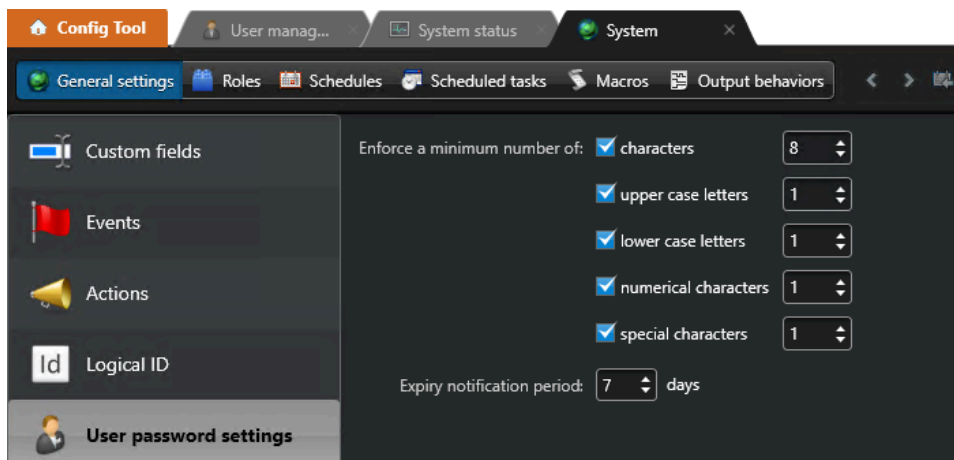 Config Tool User manag... System status System
General settings Roles Schedules Scheduled tasks Macros Output behaviors
Custom fields
Events
Actions
Id Logical ID
User password settings
Enforce a minimum number of: characters 8
upper case letters 1
lower case letters 1
numerical characters 1
special characters 1
Expiry notification period: 7 days